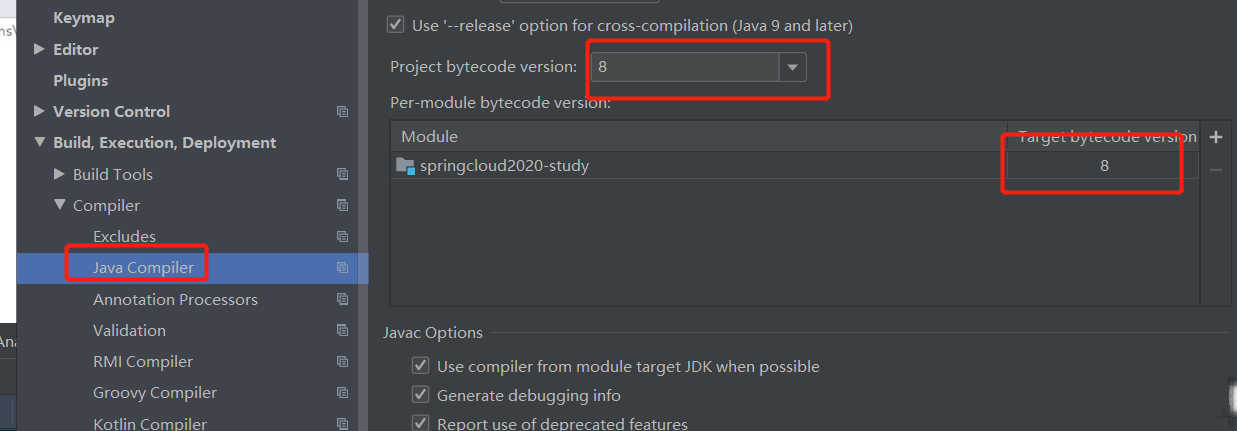 Keymap
Editor
Plugins
Version Control
Build, Execution, Deployment
Build Tools
Compiler
Excludes
Java Compiler
Annotation Processors
Validation
RMI Compiler
Groovy Compiler
Kotlin Compiler
Use '--release' option for cross-compilation (Java 9 and later)
Project bytecode version: 8
Per-module bytecode version:
Module Target bytecode version
springcloud2020-study 8
Javac Options
Use compiler from module target JDK when possible
Generate debugging info
Report use of deprecated features